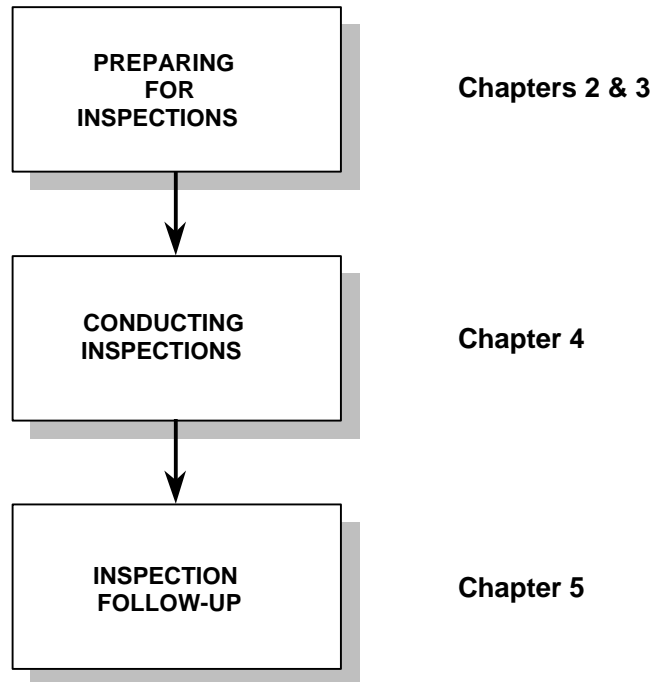 PREPARING
FOR
INSPECTIONS
Chapters 2 & 3
CONDUCTING
INSPECTIONS
Chapter 4
INSPECTION
FOLLOW-UP
Chapter 5